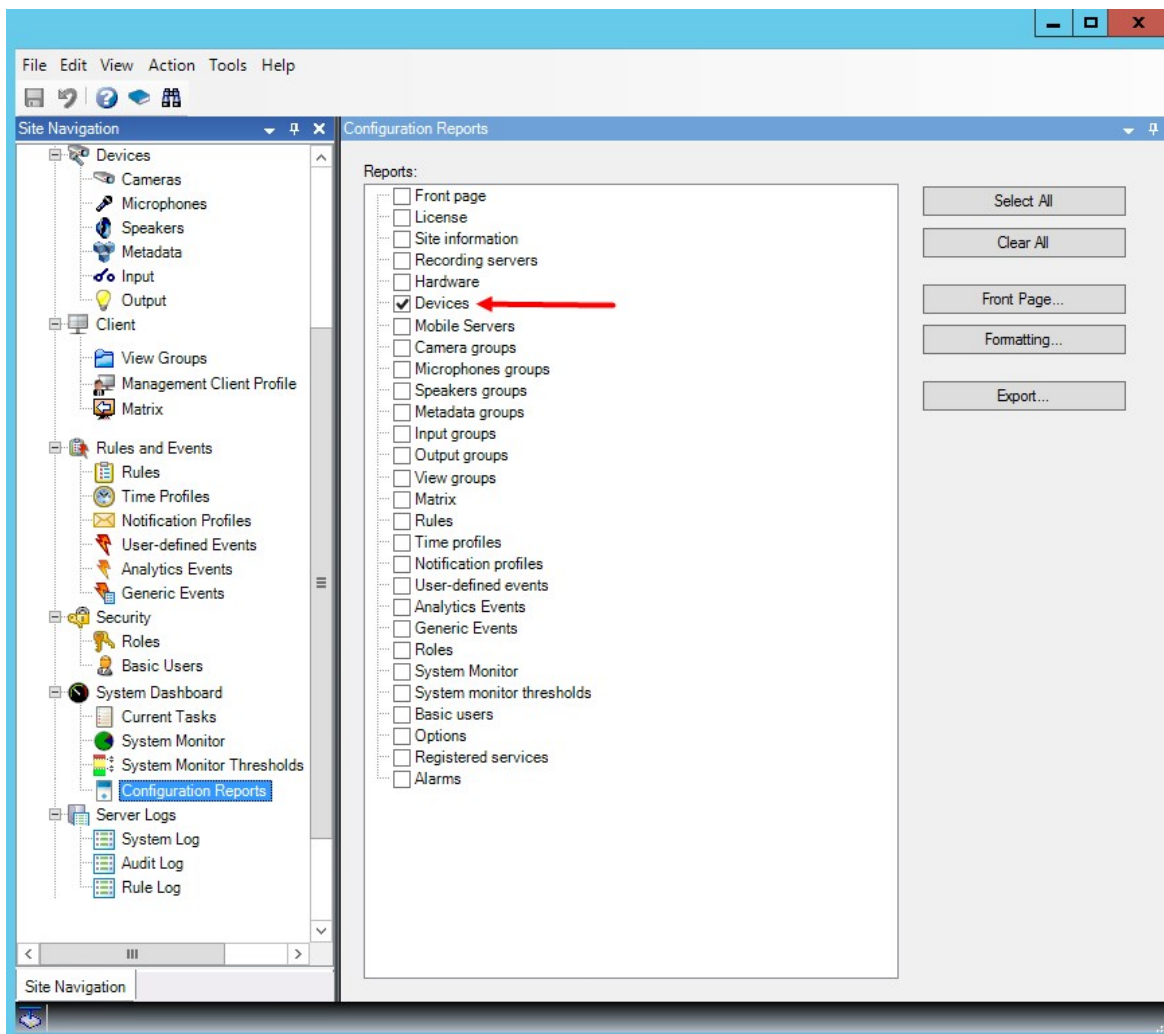 File Edit View Action Tools Help
Site Navigation
Devices
Cameras
Microphones
Speakers
Metadata
Input
Output
Client
View Groups
Management Client Profile
Matrix
Rules and Events
Rules
Time Profiles
Notification Profiles
User-defined Events
Analytics Events
Generic Events
Security
Roles
Basic Users
System Dashboard
Current Tasks
System Monitor
System Monitor Thresholds
Configuration Reports
Server Logs
System Log
Audit Log
Rule Log
Site Navigation
Configuration Reports
Reports:
Front page
License
Site information
Recording servers
Hardware
Devices
Mobile Servers
Camera groups
Microphones groups
Speakers groups
Metadata groups
Input groups
Output groups
View groups
Matrix
Rules
Time profiles
Notification profiles
User-defined events
Analytics Events
Generic Events
Roles
System Monitor
System monitor thresholds
Basic users
Options
Registered services
Alarms
Select All
Clear All
Front Page...
Formatting...
Export...